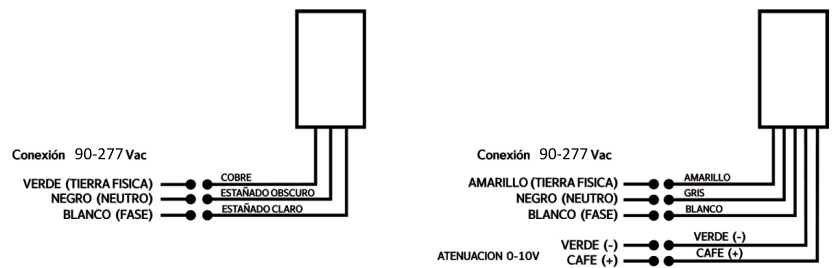 Conexión 90-277 Vac
VERDE (TIERRA FISICA)
COBRE
NEGRO (NEUTRO)
ESTAÑADO OBSCURO
BLANCO (FASE)
ESTAÑADO CLARO
Conexión 90-277 Vac
AMARILLO (TIERRA FISICA)
AMARILLO
NEGRO (NEUTRO)
GRIS
BLANCO (FASE)
BLANCO
ATENUACION 0-10V
VERDE (-)
VERDE (-)
CAFE (+)
CAFE (+)